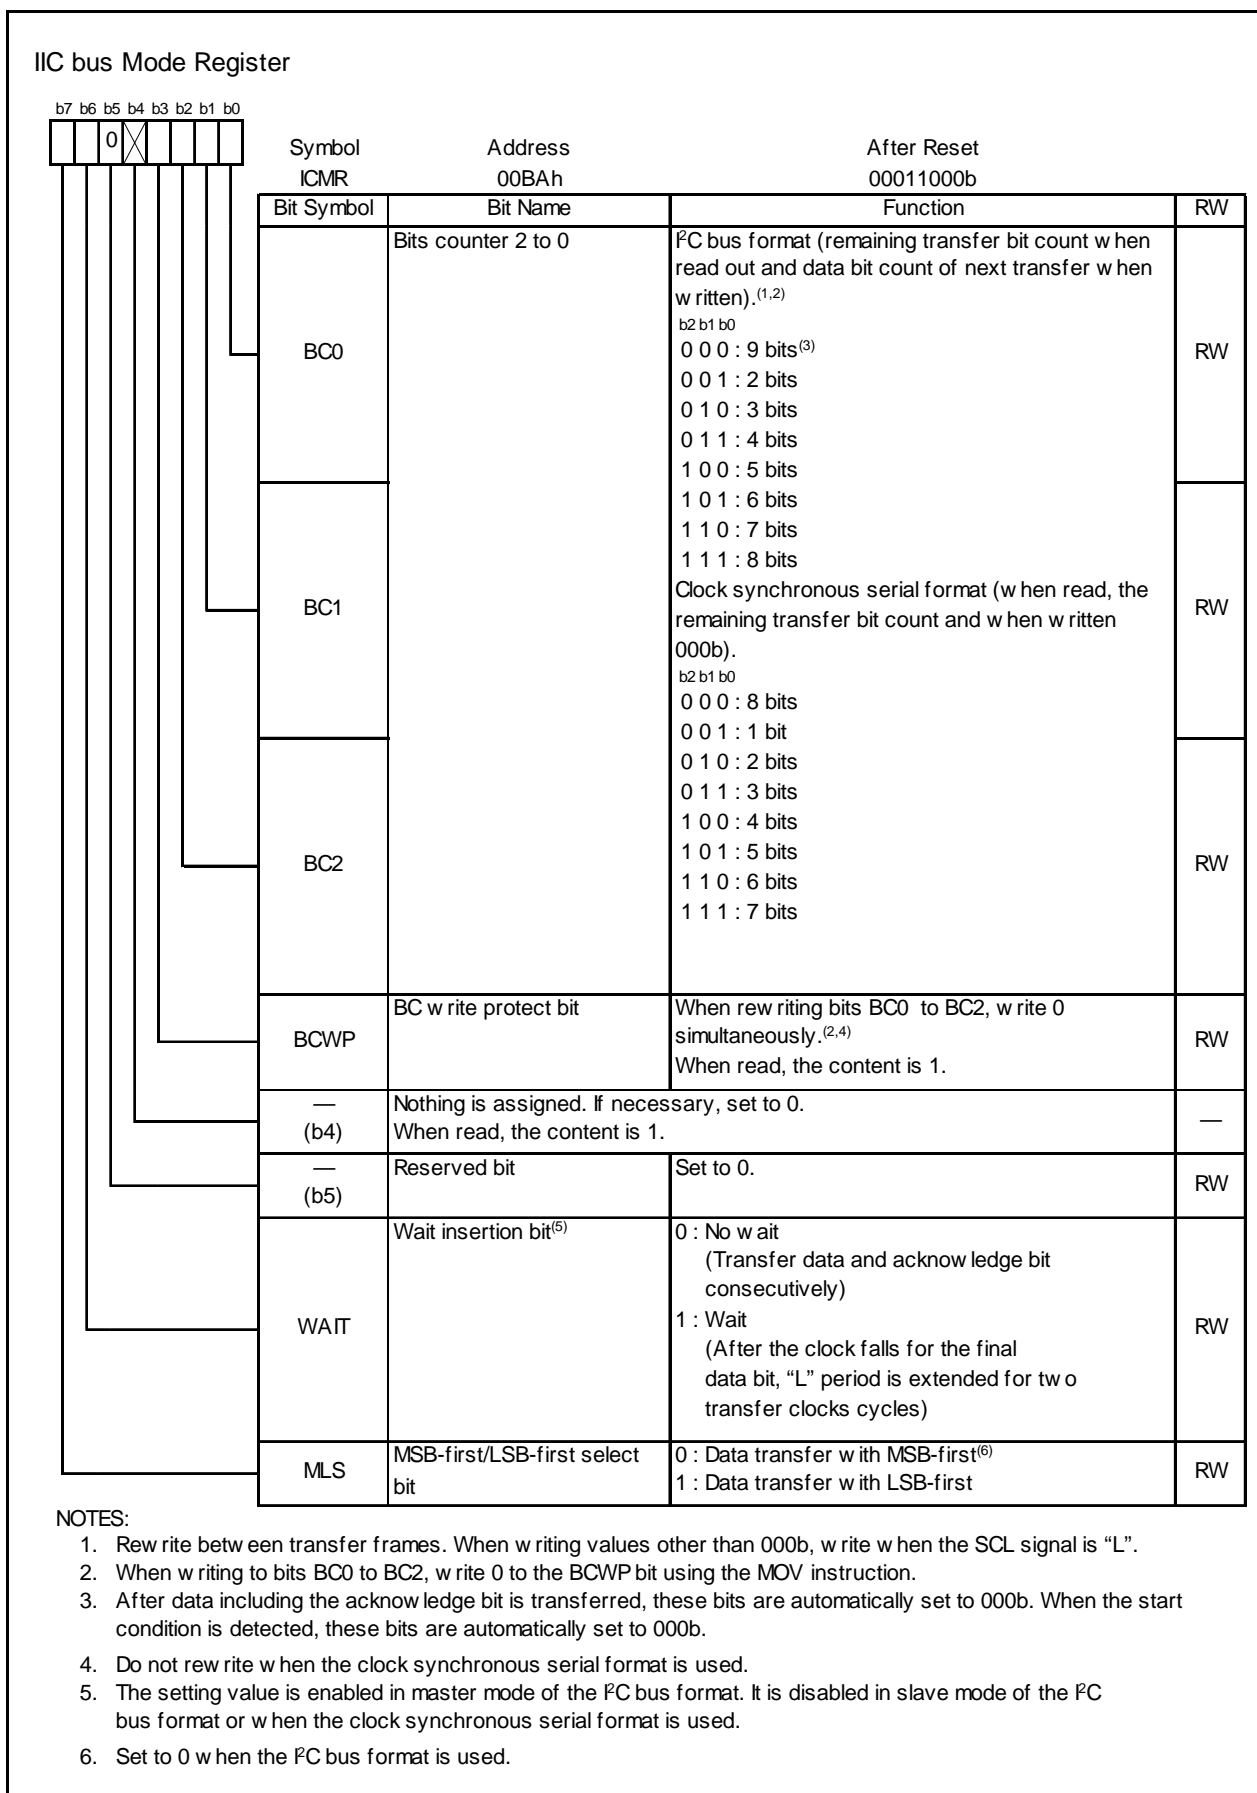 IIC bus Mode Register
b7 b6 b5 b4 b3 b2 b1 b0
0
Symbol Address After Reset
ICMR 00BAh 00011000b
Bit Symbol Bit Name Function RW
BC0 Bits counter 2 to 0 I²C bus format (remaining transfer bit count when
read out and data bit count of next transfer when
written).(1,2)
b2 b1 b0
0 0 0 : 9 bits(3)
RW
0 0 1 : 2 bits
0 1 0 : 3 bits
0 1 1 : 4 bits
1 0 0 : 5 bits
1 0 1 : 6 bits
1 1 0 : 7 bits
1 1 1 : 8 bits
BC1 Clock synchronous serial format (when read, the
remaining transfer bit count and when written
000b).
RW
b2 b1 b0
0 0 0 : 8 bits
0 0 1 : 1 bit
0 1 0 : 2 bits
0 1 1 : 3 bits
1 0 0 : 4 bits
1 0 1 : 5 bits
BC2 RW
1 1 0 : 6 bits
1 1 1 : 7 bits
BCWP BC write protect bit When rewriting bits BC0 to BC2, write 0
simultaneously.(2,4)
When read, the content is 1.
RW
— (b4) Nothing is assigned. If necessary, set to 0.
When read, the content is 1.
—
— (b5) Reserved bit Set to 0. RW
WAIT Wait insertion bit(5) 0 : No wait
(Transfer data and acknowledge bit
consecutively)
1 : Wait
RW
(After the clock falls for the final
data bit, “L” period is extended for two
transfer clocks cycles)
MLS MSB-first/LSB-first select
bit
0 : Data transfer with MSB-first(6)
1 : Data transfer with LSB-first
RW
NOTES:
1. Rewrite between transfer frames. When writing values other than 000b, write when the SCL signal is “L”.
2. When writing to bits BC0 to BC2, write 0 to the BCWP bit using the MOV instruction.
3. After data including the acknowledge bit is transferred, these bits are automatically set to 000b. When the start
condition is detected, these bits are automatically set to 000b.
4. Do not rewrite when the clock synchronous serial format is used.
5. The setting value is enabled in master mode of the I²C bus format. It is disabled in slave mode of the I²C
bus format or when the clock synchronous serial format is used.
6. Set to 0 when the I²C bus format is used.